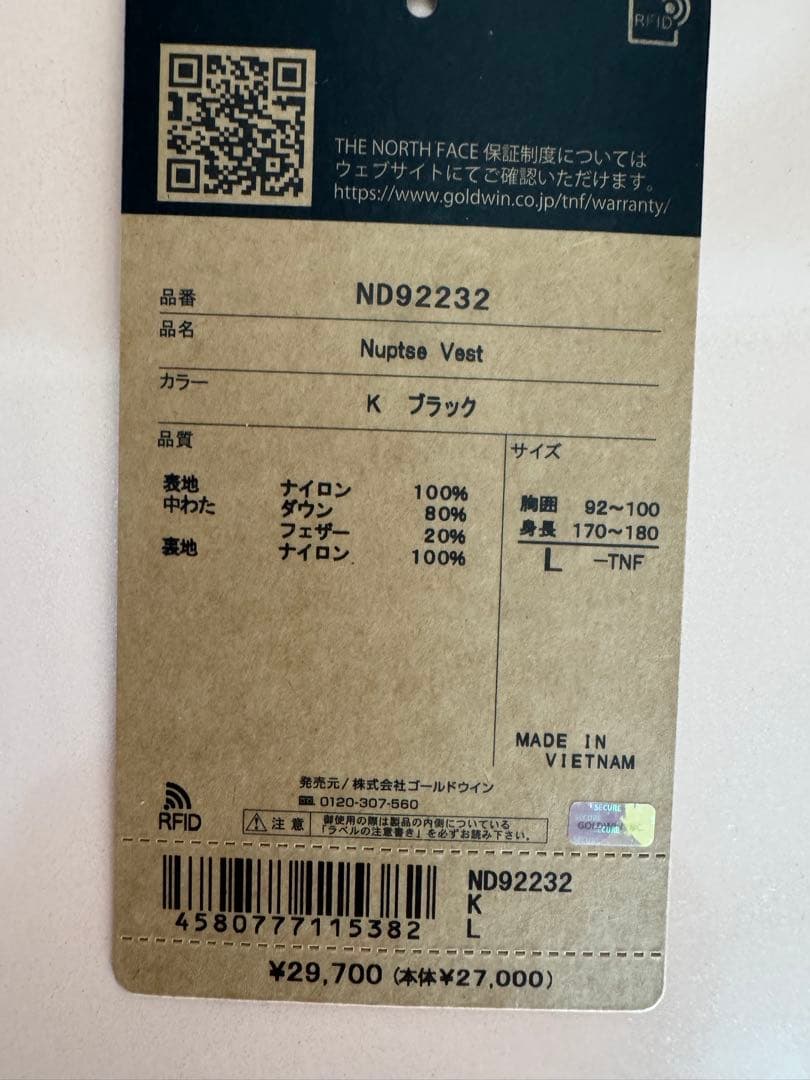 RFID
THE NORTH FACE 保証制度については
ウェブサイトにてご確認いただけます。
https://www.goldwin.co.jp/tnf/warranty/
品番 ND92232
品名 Nuptse Vest
カラー K ブラック
品質
表地 ナイロン 100%
中わた ダウン 80%
フェザー 20%
裏地 ナイロン 100%
サイズ
胸囲 92～100
身長 170～180
L -TNF
MADE IN
VIETNAM
発売元/株式会社ゴールドウイン
0120-307-560
RFID
注意 御使用の際は製品の内側についている
「ラベルの注意書き」を必ずお読み下さい。
SECURE
SECURE
4580777115382
ND92232
K
L
¥29,700 (本体¥27,000)